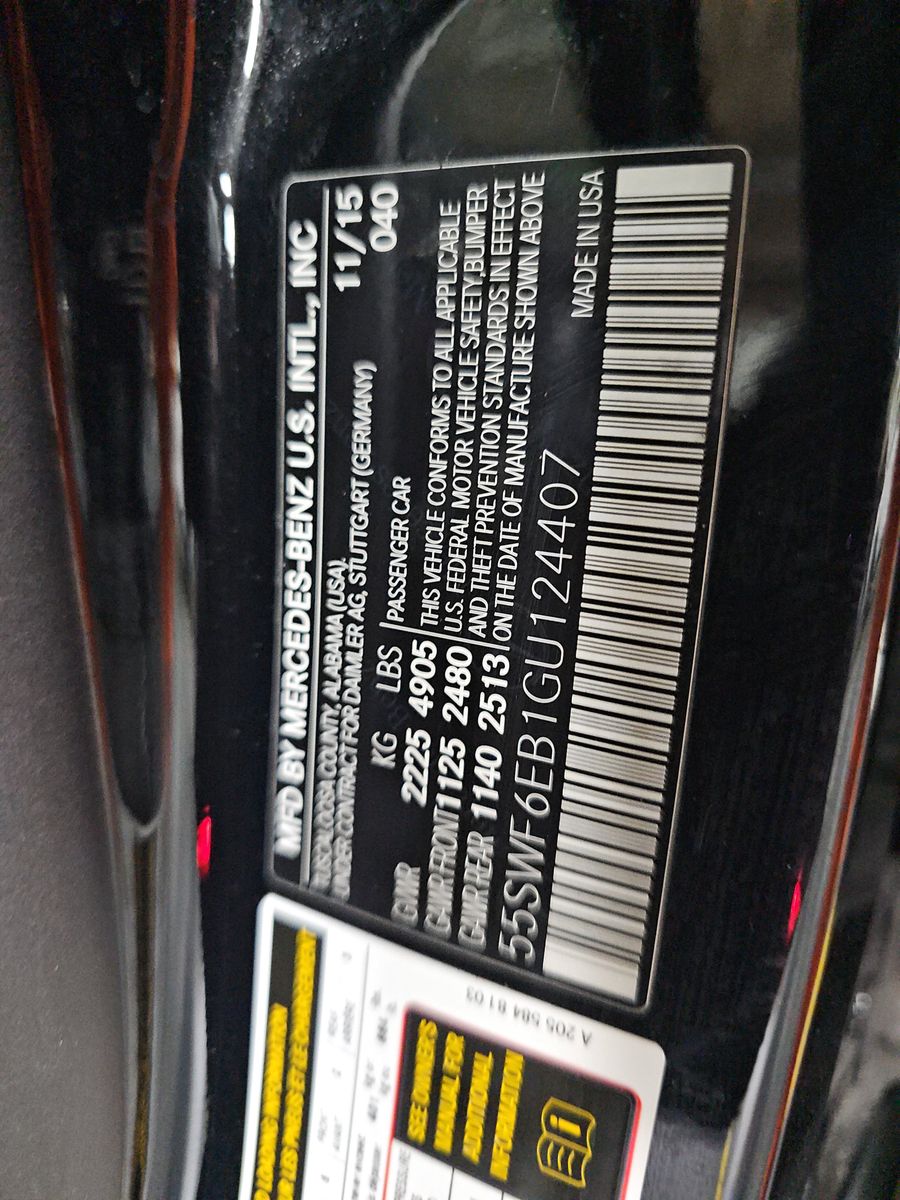 MFD BY MERCEDES-BENZ U.S. INTL., INC
TUSCALOOSA COUNTY, ALABAMA (USA)
UNDER CONTRACT FOR DAIMLER AG, STUTTGART (GERMANY)
11/15
040
KG LBS PASSENGER CAR
GVWR 2225 4905
GAWR FRONT 1125 2480
GAWR REAR 1140 2513
THIS VEHICLE CONFORMS TO ALL APPLICABLE
U.S. FEDERAL MOTOR VEHICLE SAFETY, BUMPER
AND THEFT PREVENTION STANDARDS IN EFFECT
ON THE DATE OF MANUFACTURE SHOWN ABOVE
55SWF6EB1GU124407
MADE IN USA
A 205 584 81 03
LOADING INFORMATION
SEE OWNER'S
MANUAL FOR
ADDITIONAL
INFORMATION